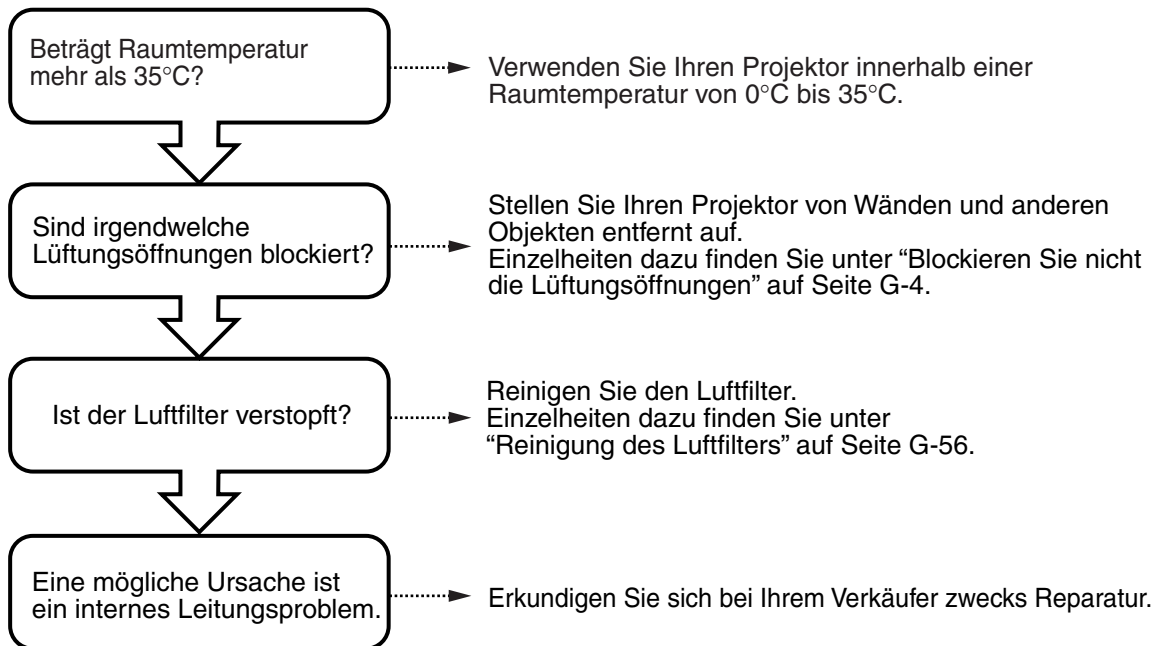 Beträgt Raumtemperatur
mehr als 35°C?
Verwenden Sie Ihren Projektor innerhalb einer
Raumtemperatur von 0°C bis 35°C.
Sind irgendwelche
Lüftungsöffnungen blockiert?
Stellen Sie Ihren Projektor von Wänden und anderen
Objekten entfernt auf.
Einzelheiten dazu finden Sie unter “Blockieren Sie nicht
die Lüftungsöffnungen” auf Seite G-4.
Ist der Luftfilter verstopft?
Reinigen Sie den Luftfilter.
Einzelheiten dazu finden Sie unter
“Reinigung des Luftfilters” auf Seite G-56.
Eine mögliche Ursache ist
ein internes Leitungsproblem.
Erkundigen Sie sich bei Ihrem Verkäufer zwecks Reparatur.